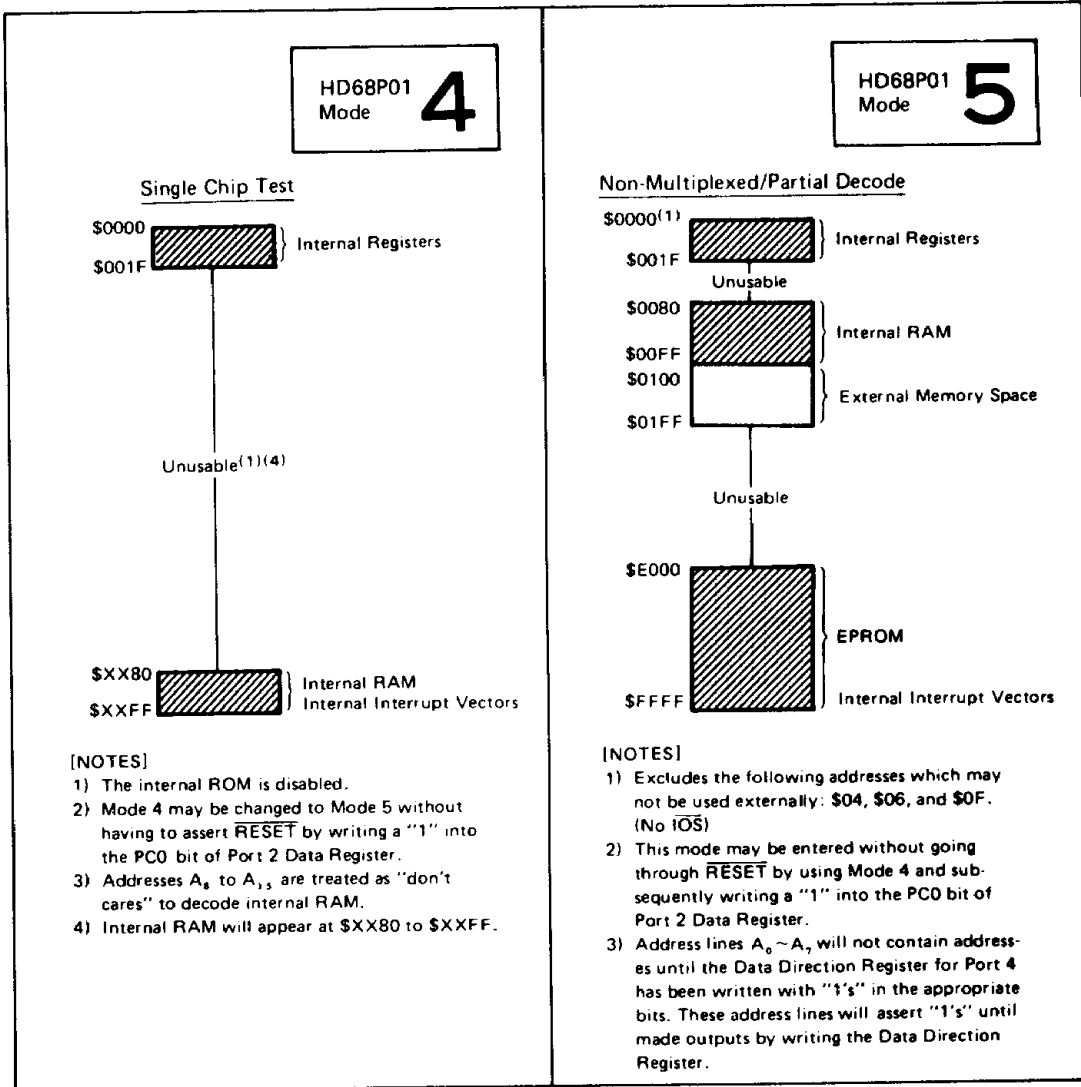 HD68P01
Mode 4
Single Chip Test
$0000
Internal Registers
$001F
Unusable(1)(4)
$XX80
Internal RAM
Internal Interrupt Vectors
$XXFF
[NOTES]
1) The internal ROM is disabled.
2) Mode 4 may be changed to Mode 5 without
having to assert RESET by writing a "1" into
the PC0 bit of Port 2 Data Register.
3) Addresses A₈ to A₁₅ are treated as "don't
cares" to decode internal RAM.
4) Internal RAM will appear at $XX80 to $XXFF.
HD68P01
Mode 5
Non-Multiplexed/Partial Decode
$0000(1)
Internal Registers
$001F
Unusable
$0080
Internal RAM
$00FF
$0100
External Memory Space
$01FF
Unusable
$E000
EPROM
$FFFF
Internal Interrupt Vectors
[NOTES]
1) Excludes the following addresses which may
not be used externally: $04, $06, and $0F.
(No IOS)
2) This mode may be entered without going
through RESET by using Mode 4 and sub-
sequently writing a "1" into the PC0 bit of
Port 2 Data Register.
3) Address lines A₀~A₇ will not contain address-
es until the Data Direction Register for Port 4
has been written with "1's" in the appropriate
bits. These address lines will assert "1's" until
made outputs by writing the Data Direction
Register.